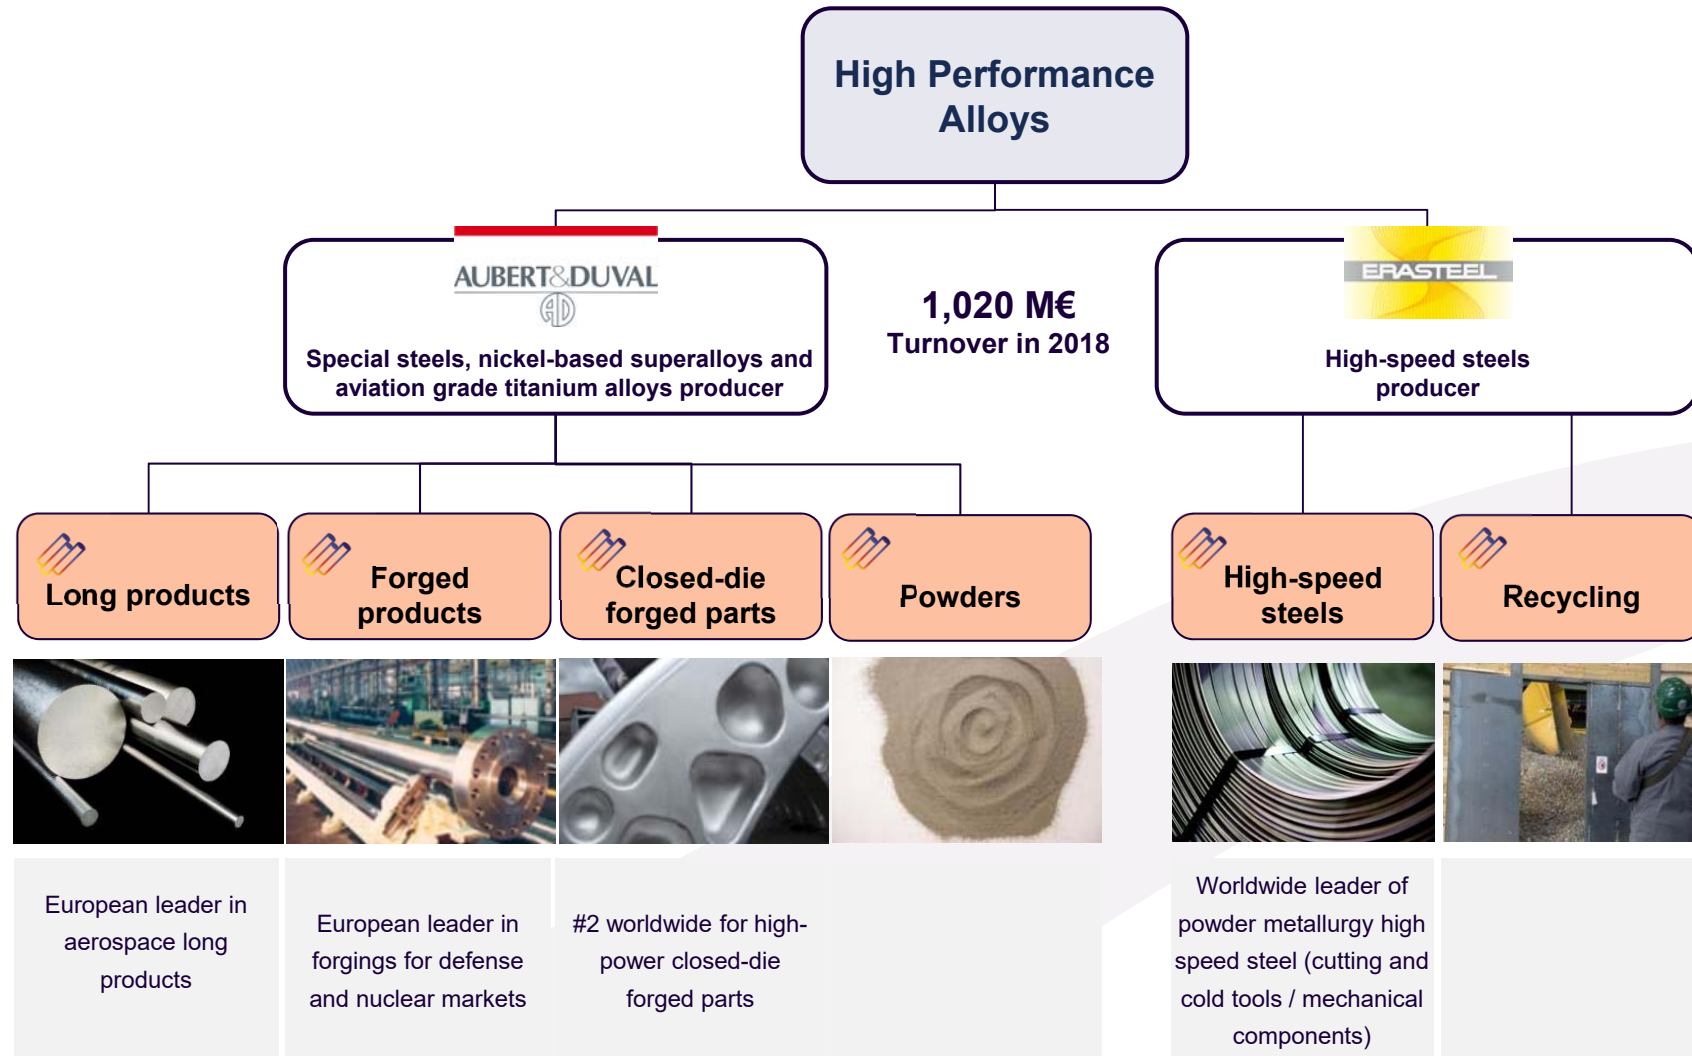 High Performance
Alloys
AUBERT&DUVAL
AD
Special steels, nickel-based superalloys and
aviation grade titanium alloys producer
1,020 M€
Turnover in 2018
ERASTEEL
High-speed steels
producer
Long products
Forged
products
Closed-die
forged parts
Powders
High-speed
steels
Recycling
European leader in
aerospace long
products
European leader in
forgings for defense
and nuclear markets
#2 worldwide for high-
power closed-die
forged parts
Worldwide leader of
powder metallurgy high
speed steel (cutting and
cold tools / mechanical
components)